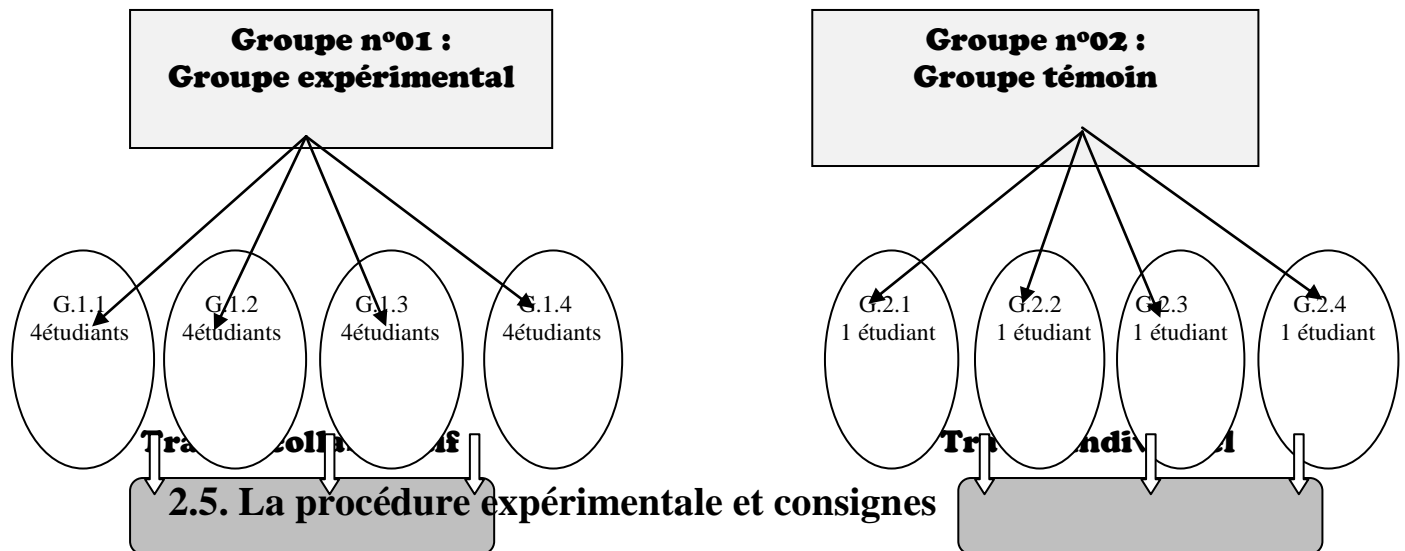 Groupe nº01 :
Groupe expérimental
Groupe nº02 :
Groupe témoin
G.1.1
4étudiants
G.1.2
4étudiants
G.1.3
4étudiants
G.1.4
4étudiants
G.2.1
1 étudiant
G.2.2
1 étudiant
G.2.3
1 étudiant
G.2.4
1 étudiant
2.5. La procédure expérimentale et consignes